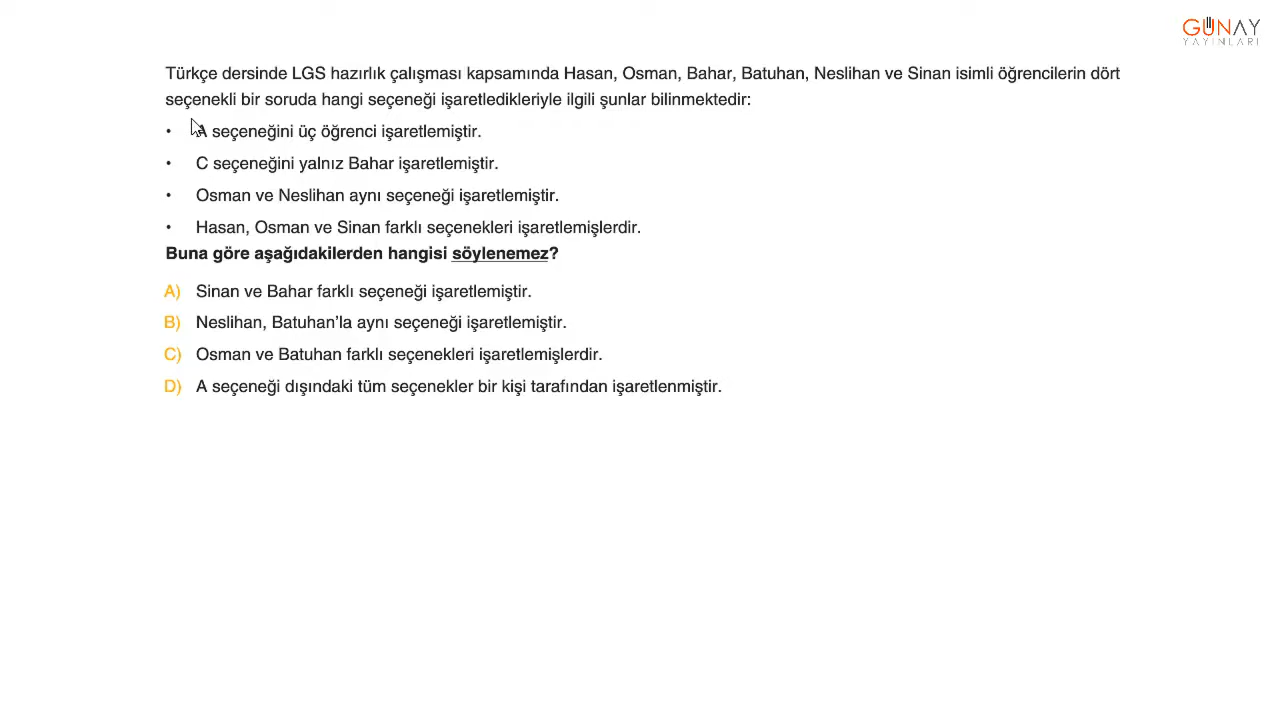 GÜNAY
YAYINLARI
Türkçe dersinde LGS hazırlık çalışması kapsamında Hasan, Osman, Bahar, Batuhan, Neslihan ve Sinan isimli öğrencilerin dört
seçenekli bir soruda hangi seçeneği işaretledikleriyle ilgili şunlar bilinmektedir:
• A seçeneğini üç öğrenci işaretlemiştir.
• C seçeneğini yalnız Bahar işaretlemiştir.
• Osman ve Neslihan aynı seçeneği işaretlemiştir.
• Hasan, Osman ve Sinan farklı seçenekleri işaretlemişlerdir.
Buna göre aşağıdakilerden hangisi söylenemez?
A) Sinan ve Bahar farklı seçeneği işaretlemiştir.
B) Neslihan, Batuhan'la aynı seçeneği işaretlemiştir.
C) Osman ve Batuhan farklı seçenekleri işaretlemişlerdir.
D) A seçeneği dışındaki tüm seçenekler bir kişi tarafından işaretlenmiştir.